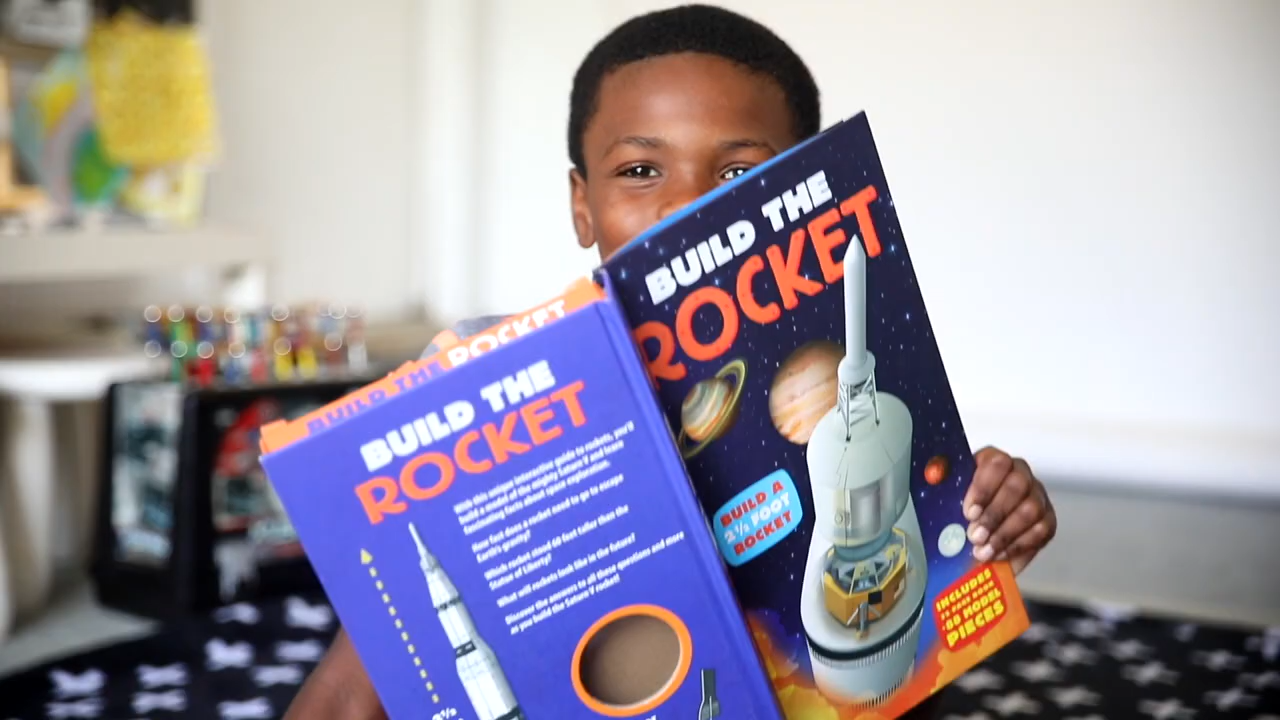 BUILD THE
ROCKET
BUILD THE ROCKET
BUILD THE
ROCKET
With this unique interactive guide to rockets, you'll
build a model of the mighty Saturn V and learn
fascinating facts about space exploration.
How fast does a rocket need to go to escape
Earth's gravity?
Which rocket stood 60 feet taller than the
Statue of Liberty?
What will rockets look like in the future?
Discover the answers to all these questions and more
as you build the Saturn V rocket!
2½
BUILD A
2½ FOOT
ROCKET
INCLUDES
88 MODEL
PIECES